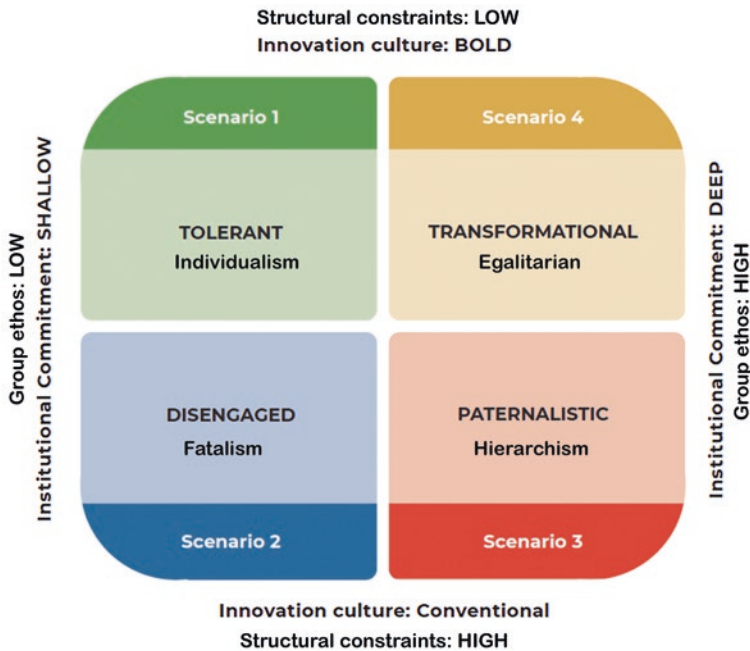 Structural constraints: LOW
Innovation culture: BOLD
Group ethos: LOW
Institutional Commitment: SHALLOW
Scenario 1
TOLERANT
Individualism
Scenario 4
TRANSFORMATIONAL
Egalitarian
Institutional Commitment: DEEP
Group ethos: HIGH
DISENGAGED
Fatalism
Scenario 2
PATERNALISTIC
Hierarchism
Scenario 3
Innovation culture: Conventional
Structural constraints: HIGH